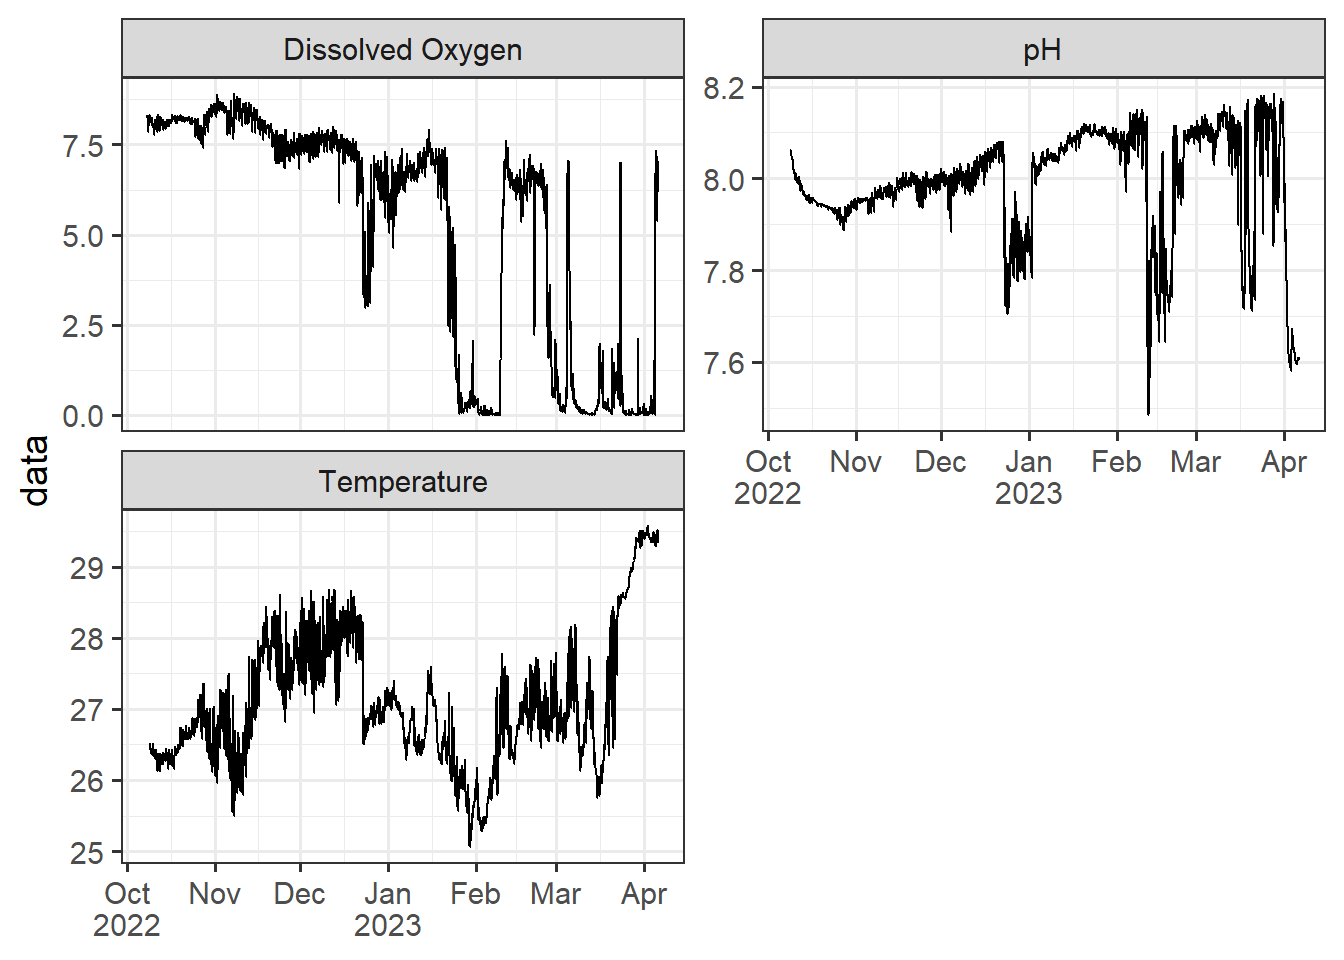 Dissolved Oxygen
pH
7.5
5.0
2.5
0.0
8.2
8.0
7.8
7.6
Oct Nov Dec Jan Feb Mar Apr
2022 2023
data
Temperature
29
28
27
26
25
Oct Nov Dec Jan Feb Mar Apr
2022 2023